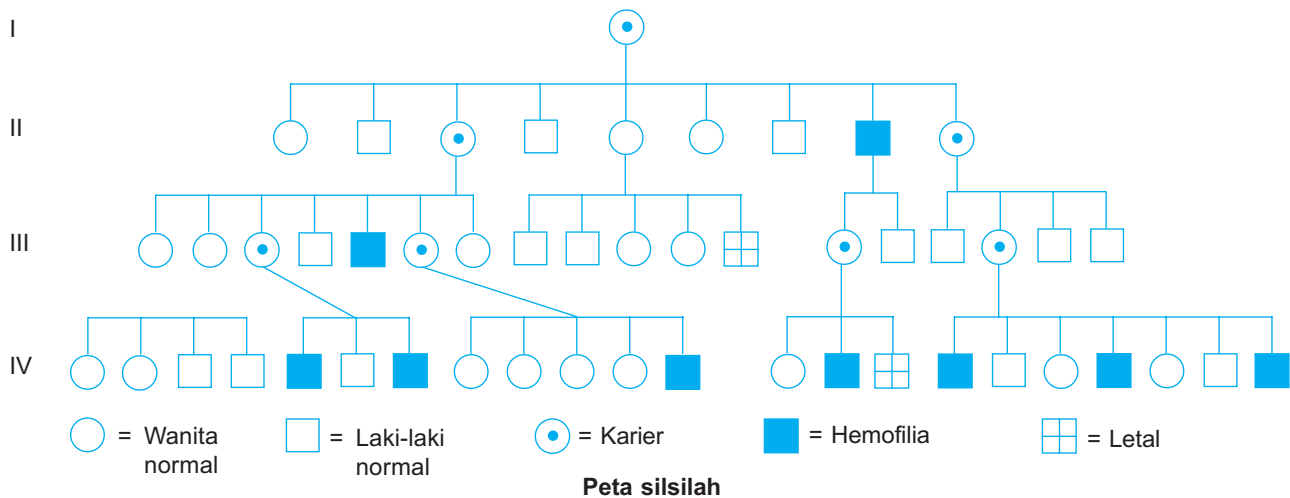 I
II
III
IV
= Wanita
normal
= Laki-laki
normal
= Karier
= Hemofilia
= Letal
Peta silsilah